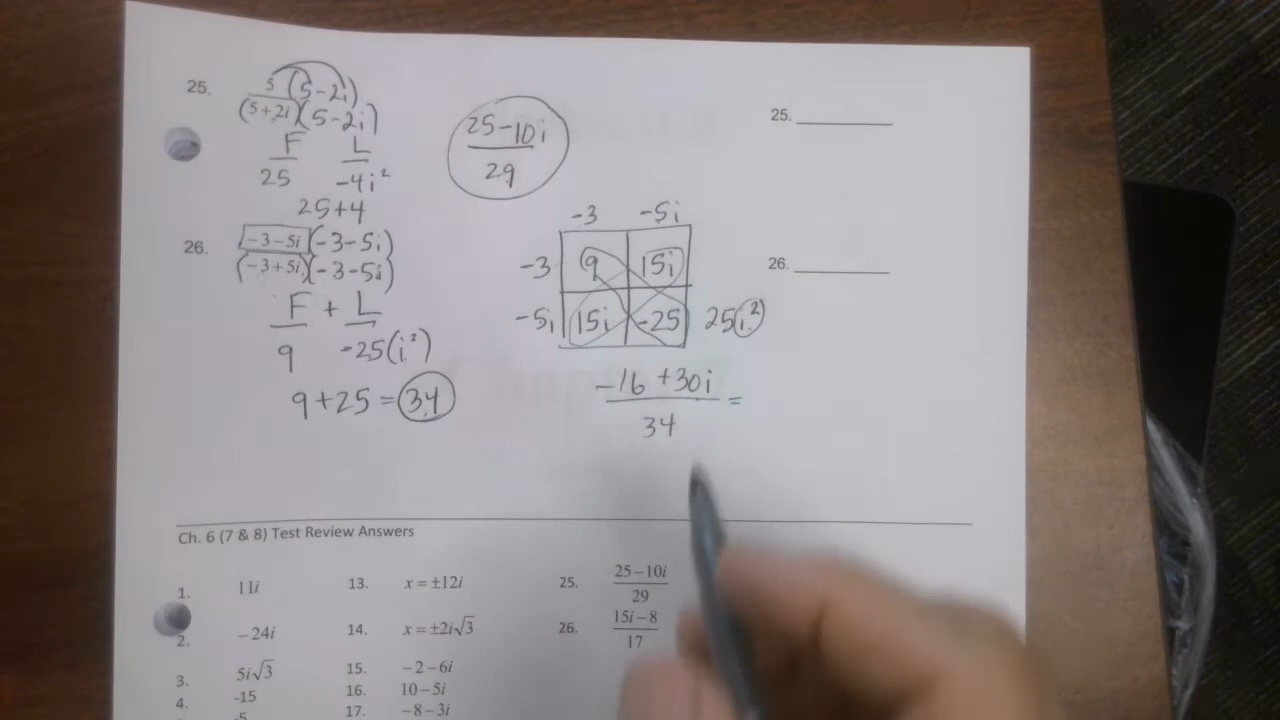 25. 5 (5-2i)
(5+2i)(5-2i)
F L
25 -4i²
25+4
25-10i
29
25. ________
26. -3-5i (-3-5i)
(-3+5i)(-3-5i)
F + L
9 -25(i²)
9+25 = 34
-3 -5i
-3 9 15i
-5i 15i -25 25i²
-16 +30i =
34
26. ________
Ch. 6 (7 & 8) Test Review Answers
1. 11i 13. x = ±12i 25. 25-10i
29
2. -24i 14. x = ±2i√3 26. 15i-8
17
3. 5i√3 15. -2-6i
4. -15 16. 10-5i
-5 17. -8-3i